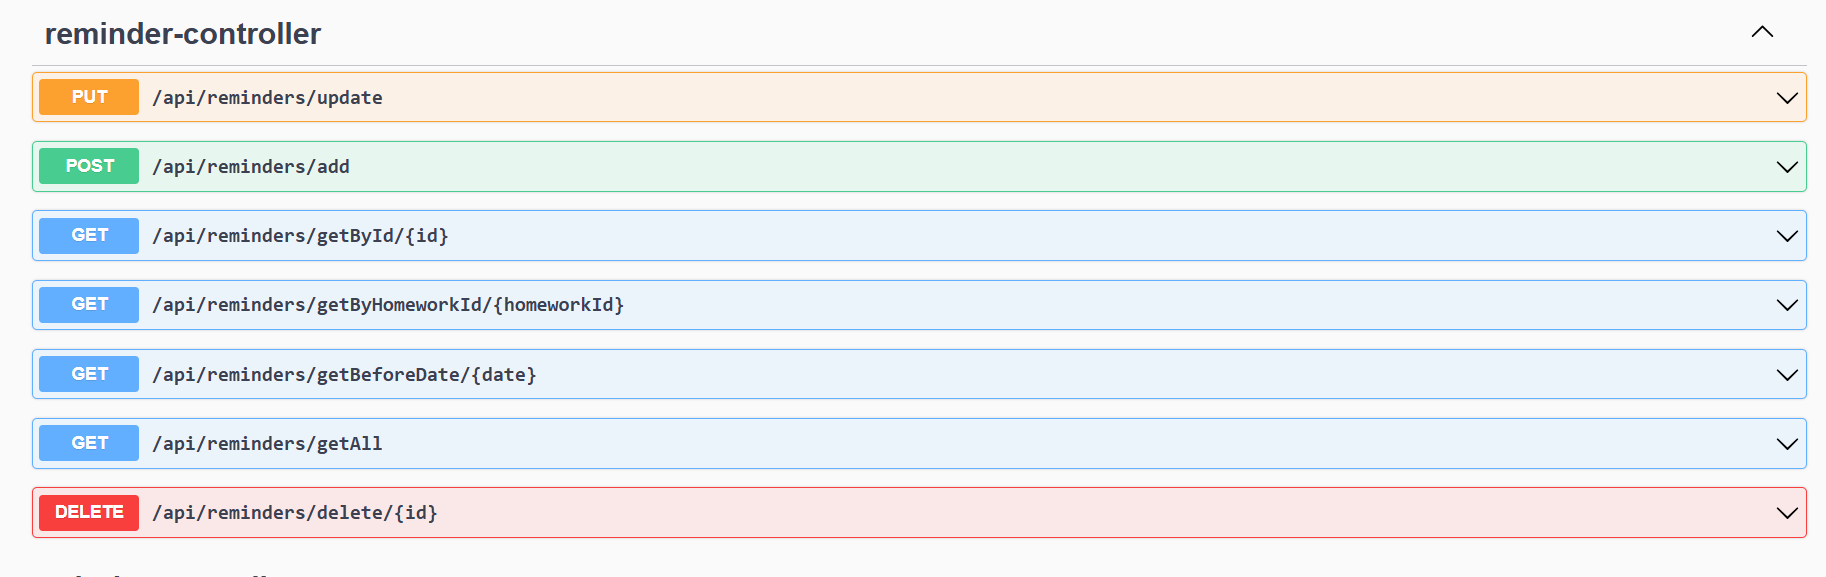 reminder-controller
PUT /api/reminders/update
POST /api/reminders/add
GET /api/reminders/getById/{id}
GET /api/reminders/getByHomeworkId/{homeworkId}
GET /api/reminders/getBeforeDate/{date}
GET /api/reminders/getAll
DELETE /api/reminders/delete/{id}